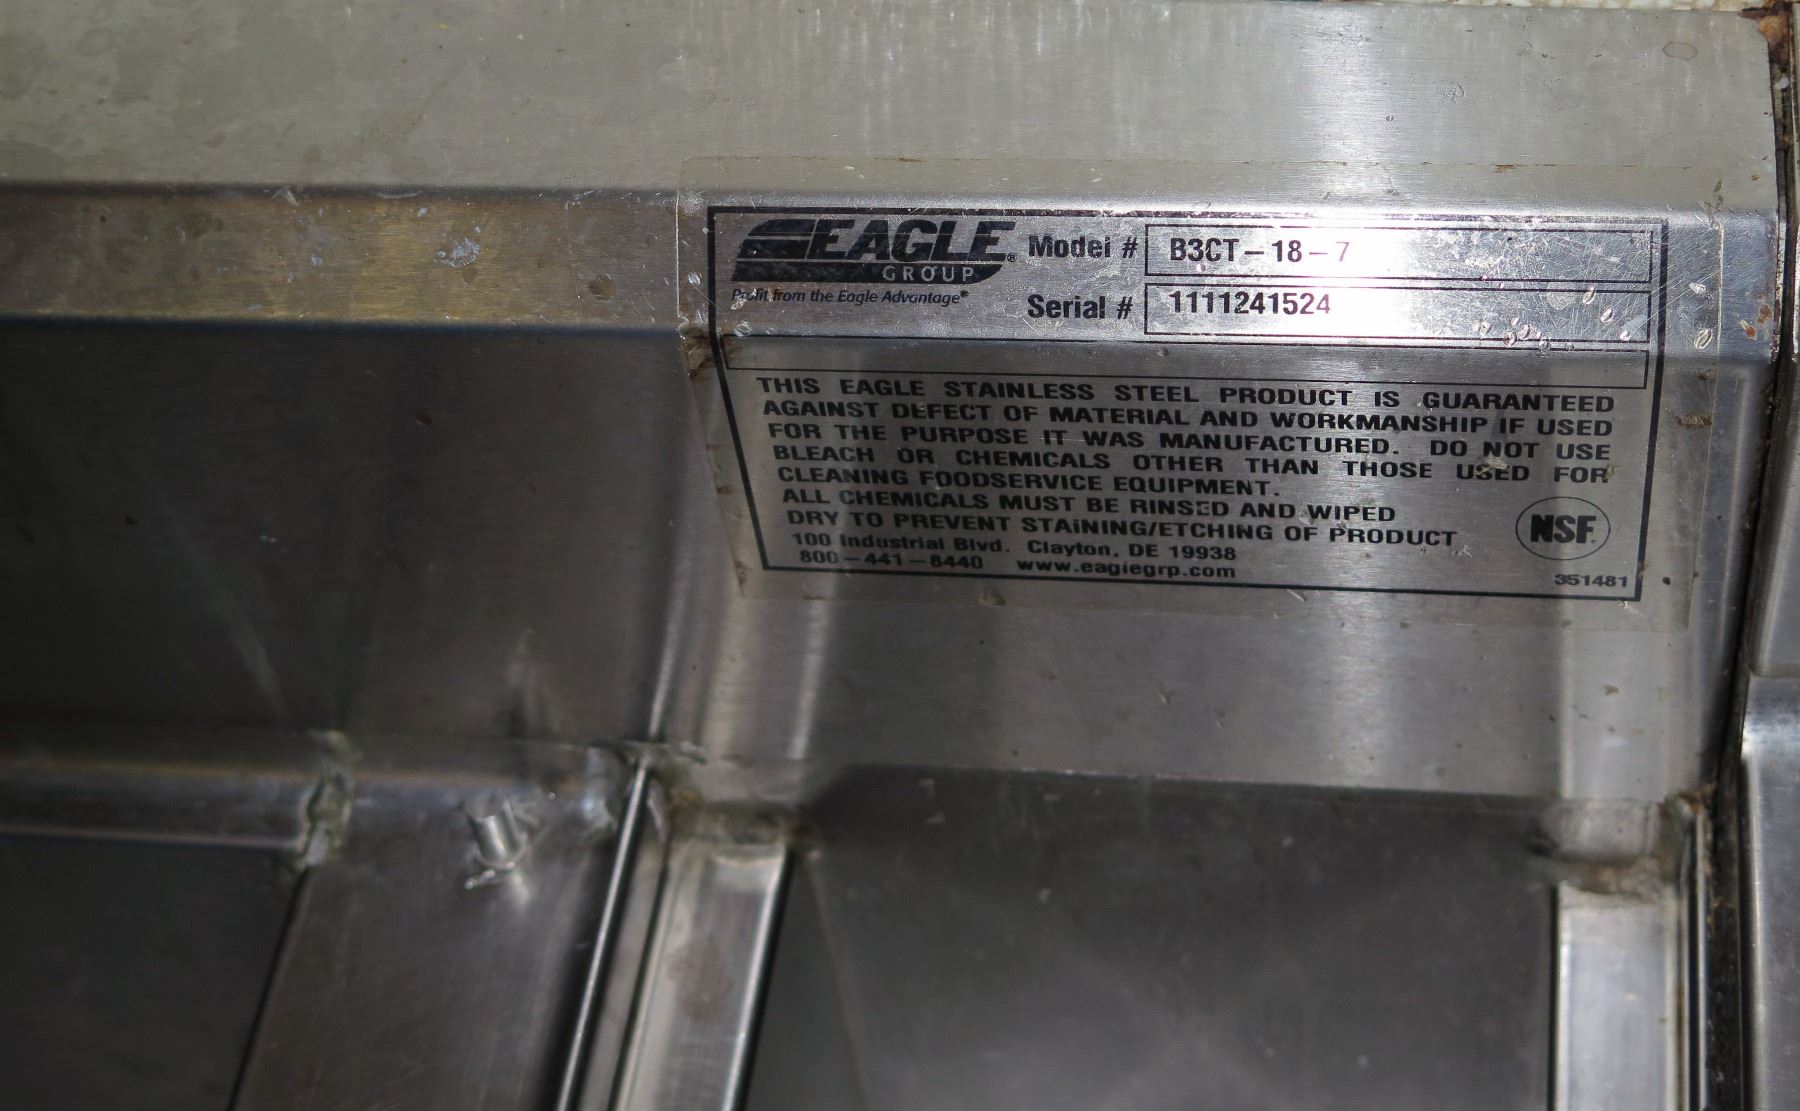 EAGLE®
GROUP
Profit from the Eagle Advantage®
Model # B3CT-18-7
Serial # 1111241524
THIS EAGLE STAINLESS STEEL PRODUCT IS GUARANTEED
AGAINST DEFECT OF MATERIAL AND WORKMANSHIP IF USED
FOR THE PURPOSE IT WAS MANUFACTURED. DO NOT USE
BLEACH OR CHEMICALS OTHER THAN THOSE USED FOR
CLEANING FOODSERVICE EQUIPMENT.
ALL CHEMICALS MUST BE RINSED AND WIPED
DRY TO PREVENT STAINING/ETCHING OF PRODUCT
100 Industrial Blvd. Clayton, DE 19938
800-441-8440 www.eaglegrp.com
NSF.
351481